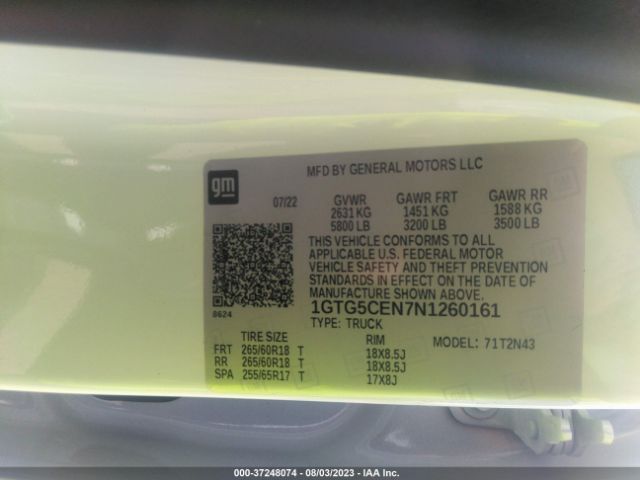 gm
MFD BY GENERAL MOTORS LLC
07/22
GVWR GAWR FRT GAWR RR
2631 KG 1451 KG 1588 KG
5800 LB 3200 LB 3500 LB
THIS VEHICLE CONFORMS TO ALL
APPLICABLE U.S. FEDERAL MOTOR
VEHICLE SAFETY AND THEFT PREVENTION
STANDARDS IN EFFECT ON THE DATE OF
MANUFACTURE SHOWN ABOVE.
8624
1GTG5CEN7N1260161
TYPE: TRUCK
TIRE SIZE RIM MODEL: 71T2N43
FRT 265/60R18 T 18X8.5J
RR 265/60R18 T 18X8.5J
SPA 255/65R17 T 17X8J
000-37248074 - 08/03/2023 - IAA Inc.